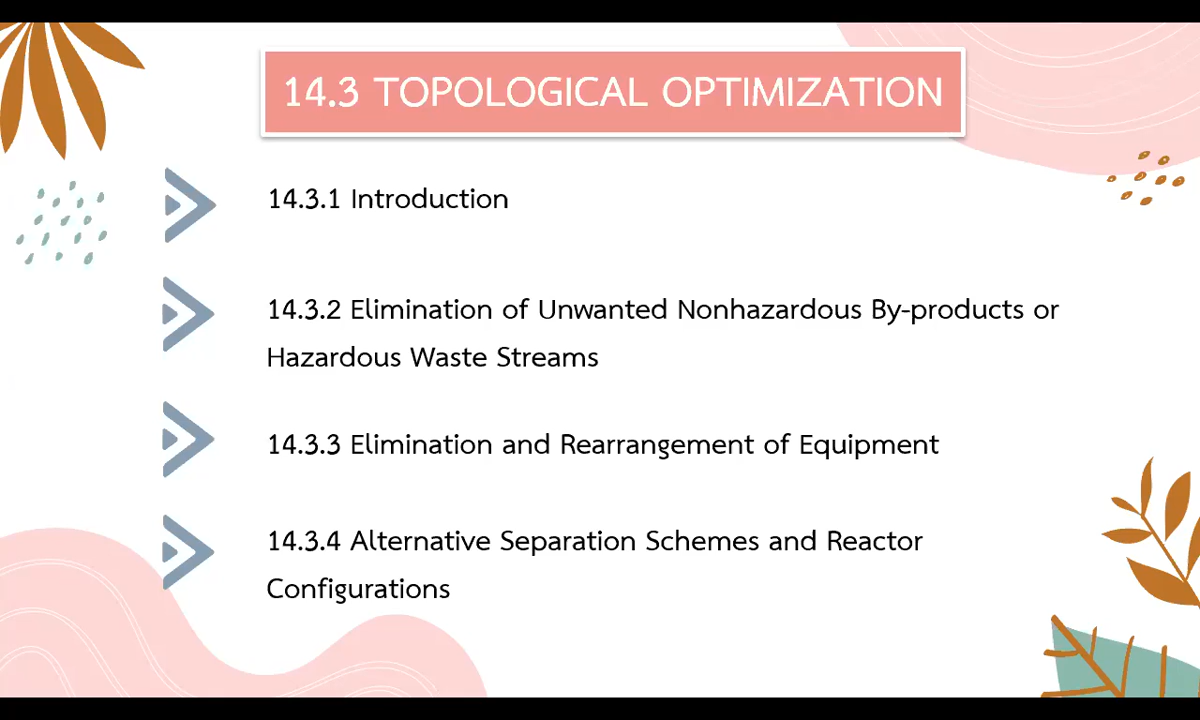 14.3 TOPOLOGICAL OPTIMIZATION
14.3.1 Introduction
14.3.2 Elimination of Unwanted Nonhazardous By-products or
Hazardous Waste Streams
14.3.3 Elimination and Rearrangement of Equipment
14.3.4 Alternative Separation Schemes and Reactor
Configurations